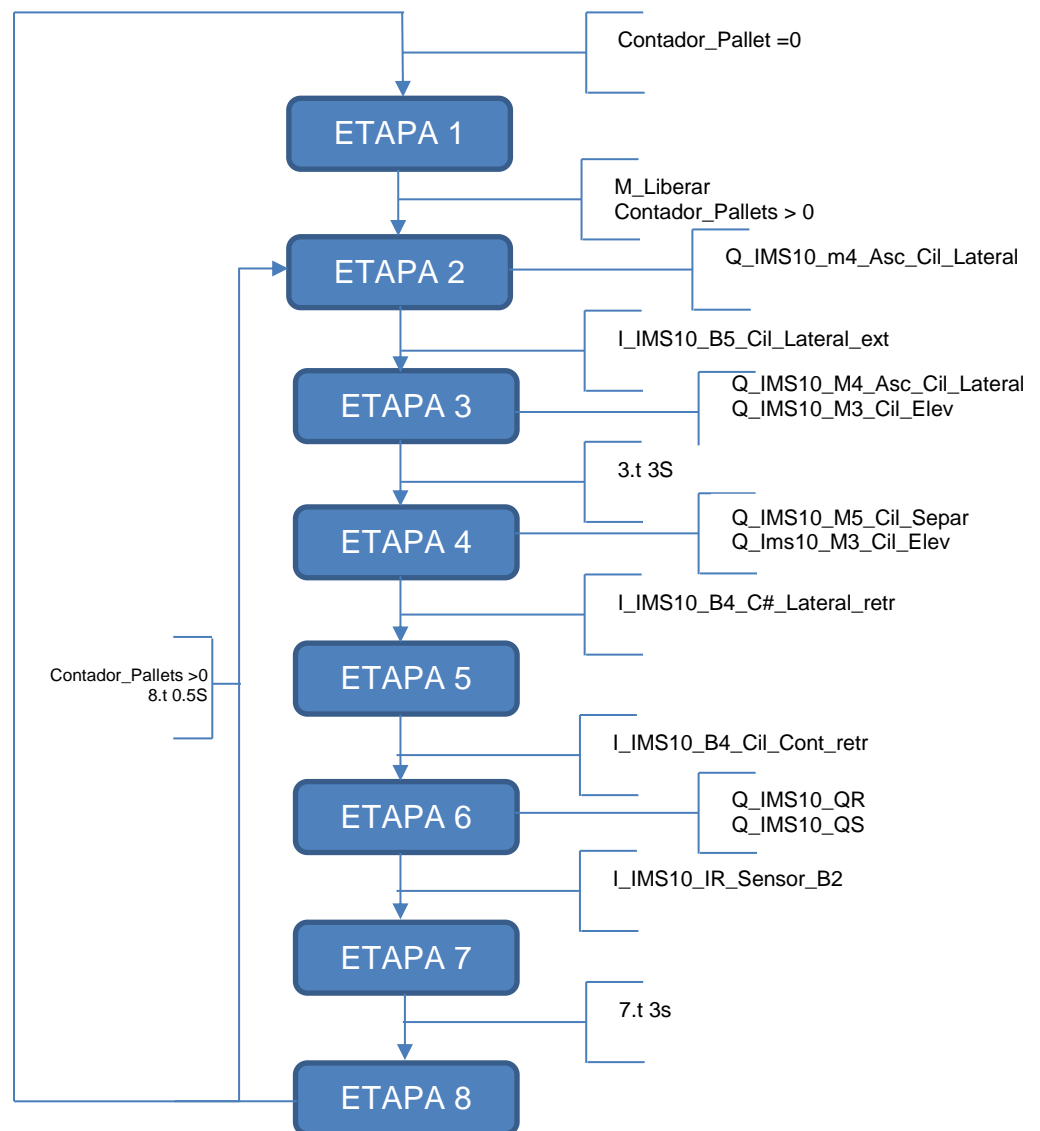 Contador_Pallet =0
ETAPA 1
M_Liberar
Contador_Pallets > 0
ETAPA 2
Q_IMS10_m4_Asc_Cil_Lateral
I_IMS10_B5_Cil_Lateral_ext
ETAPA 3
Q_IMS10_M4_Asc_Cil_Lateral
Q_IMS10_M3_Cil_Elev
3.t 3S
ETAPA 4
Q_IMS10_M5_Cil_Separ
Q_Ims10_M3_Cil_Elev
I_IMS10_B4_C#_Lateral_retr
Contador_Pallets >0
8.t 0.5S
ETAPA 5
I_IMS10_B4_Cil_Cont_retr
ETAPA 6
Q_IMS10_QR
Q_IMS10_QS
I_IMS10_IR_Sensor_B2
ETAPA 7
7.t 3s
ETAPA 8